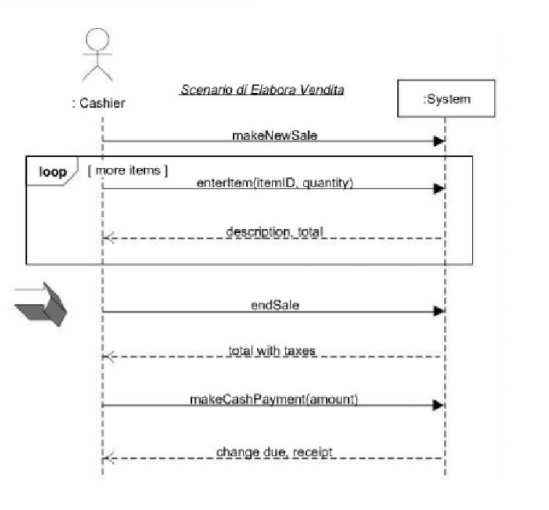 Scenario di Elabora Vendita
: Cashier
:System
makeNewSale
loop
[ more items ]
enterItem(itemID, quantity)
description, total
endSale
total with taxes
makeCashPayment(amount)
change due, receipt